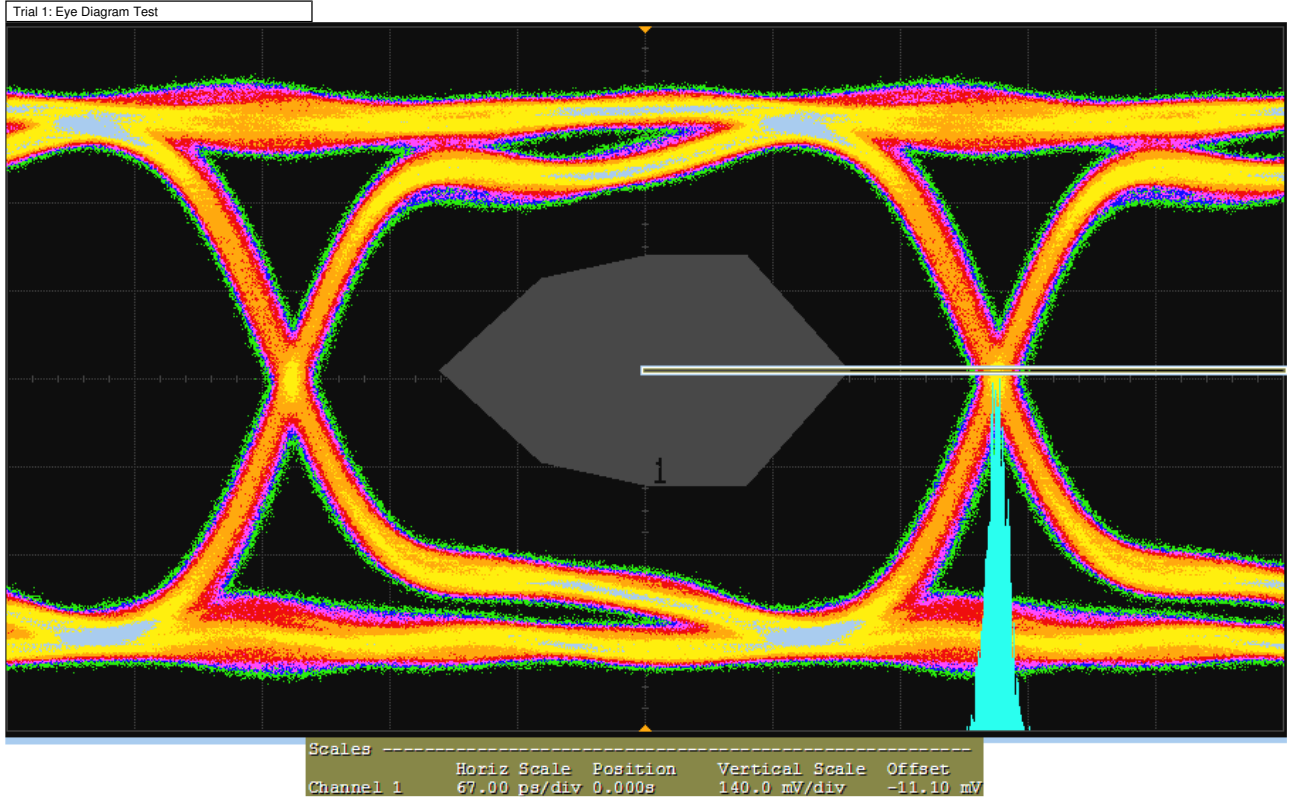 Trial 1: Eye Diagram Test
1
Scales ---------------------------------------------------------
Horiz Scale Position Vertical Scale Offset
Channel 1 67.00 ps/div 0.000s 140.0 mV/div -11.10 mV